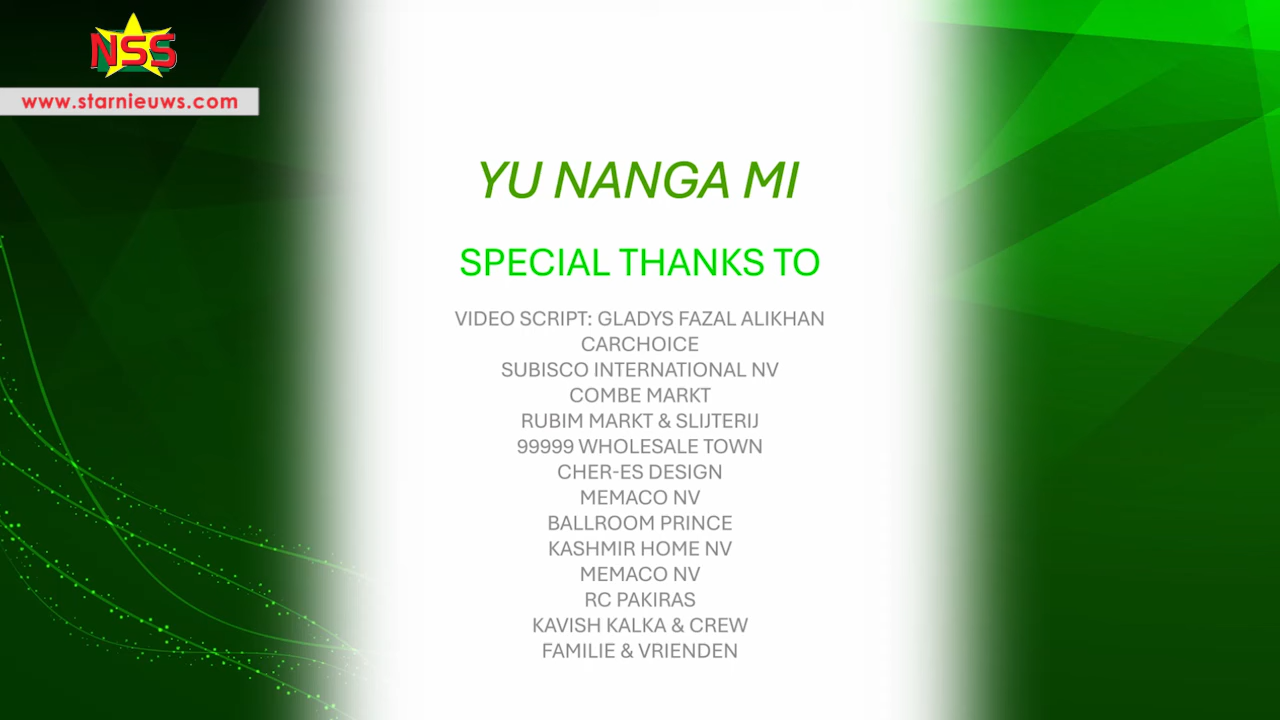 NSS
www.starnieuws.com
YU NANGA MI
SPECIAL THANKS TO
VIDEO SCRIPT: GLADYS FAZAL ALIKHAN
CARCHOICE
SUBISCO INTERNATIONAL NV
COMBE MARKT
RUBIM MARKT & SLIJTERIJ
99999 WHOLESALE TOWN
CHER-ES DESIGN
MEMACO NV
BALLROOM PRINCE
KASHMIR HOME NV
MEMACO NV
RC PAKIRAS
KAVISH KALKA & CREW
FAMILIE & VRIENDEN